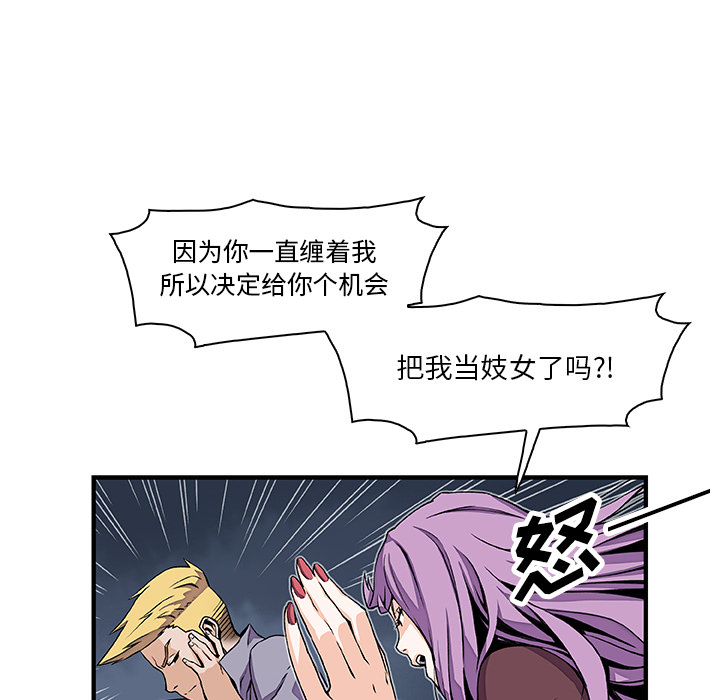 因为你一直缠着我
所以决定给你个机会
把我当妓女了吗?!
怒